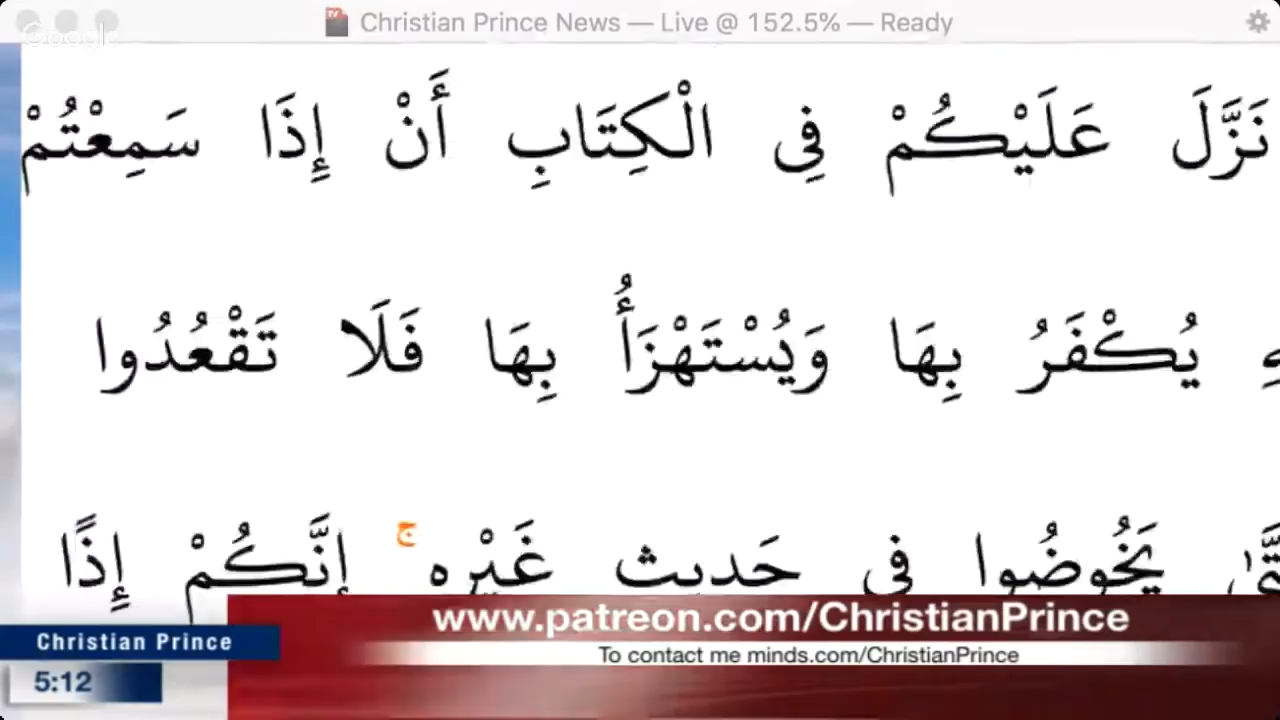 Christian Prince News — Live @ 152.5% — Ready
Google
نَزَّلَ عَلَيْكُمْ فِى الْكِتَابِ أَنْ إِذَا سَمِعْتُمْ
يُكْفَرُ بِهَا وَيُسْتَهْزَأُ بِهَا فَلَا تَقْعُدُوا
يَخُوضُوا فِى حَدِيثٍ غَيْرِهِ ۚ إِنَّكُمْ إِذًا
www.patreon.com/ChristianPrince
Christian Prince
To contact me minds.com/ChristianPrince
5:12